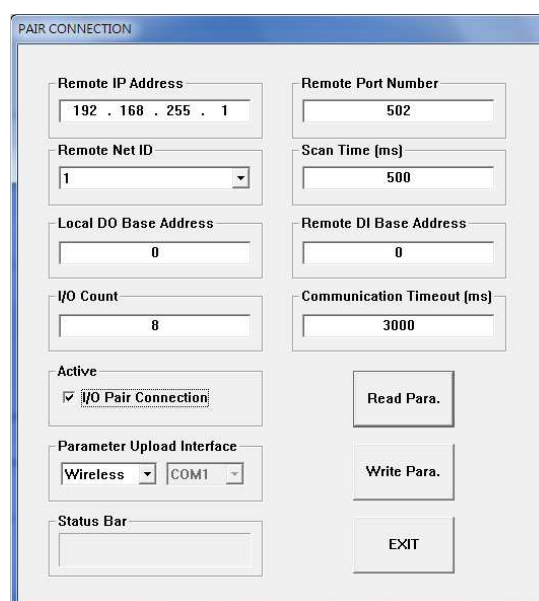 PAIR CONNECTION
Remote IP Address
192 . 168 . 255 . 1
Remote Port Number
502
Remote Net ID
1
Scan Time (ms)
500
Local DO Base Address
0
Remote DI Base Address
0
I/O Count
8
Communication Timeout (ms)
3000
Active
I/O Pair Connection
Read Para.
Parameter Upload Interface
Wireless COM1
Write Para.
Status Bar
EXIT